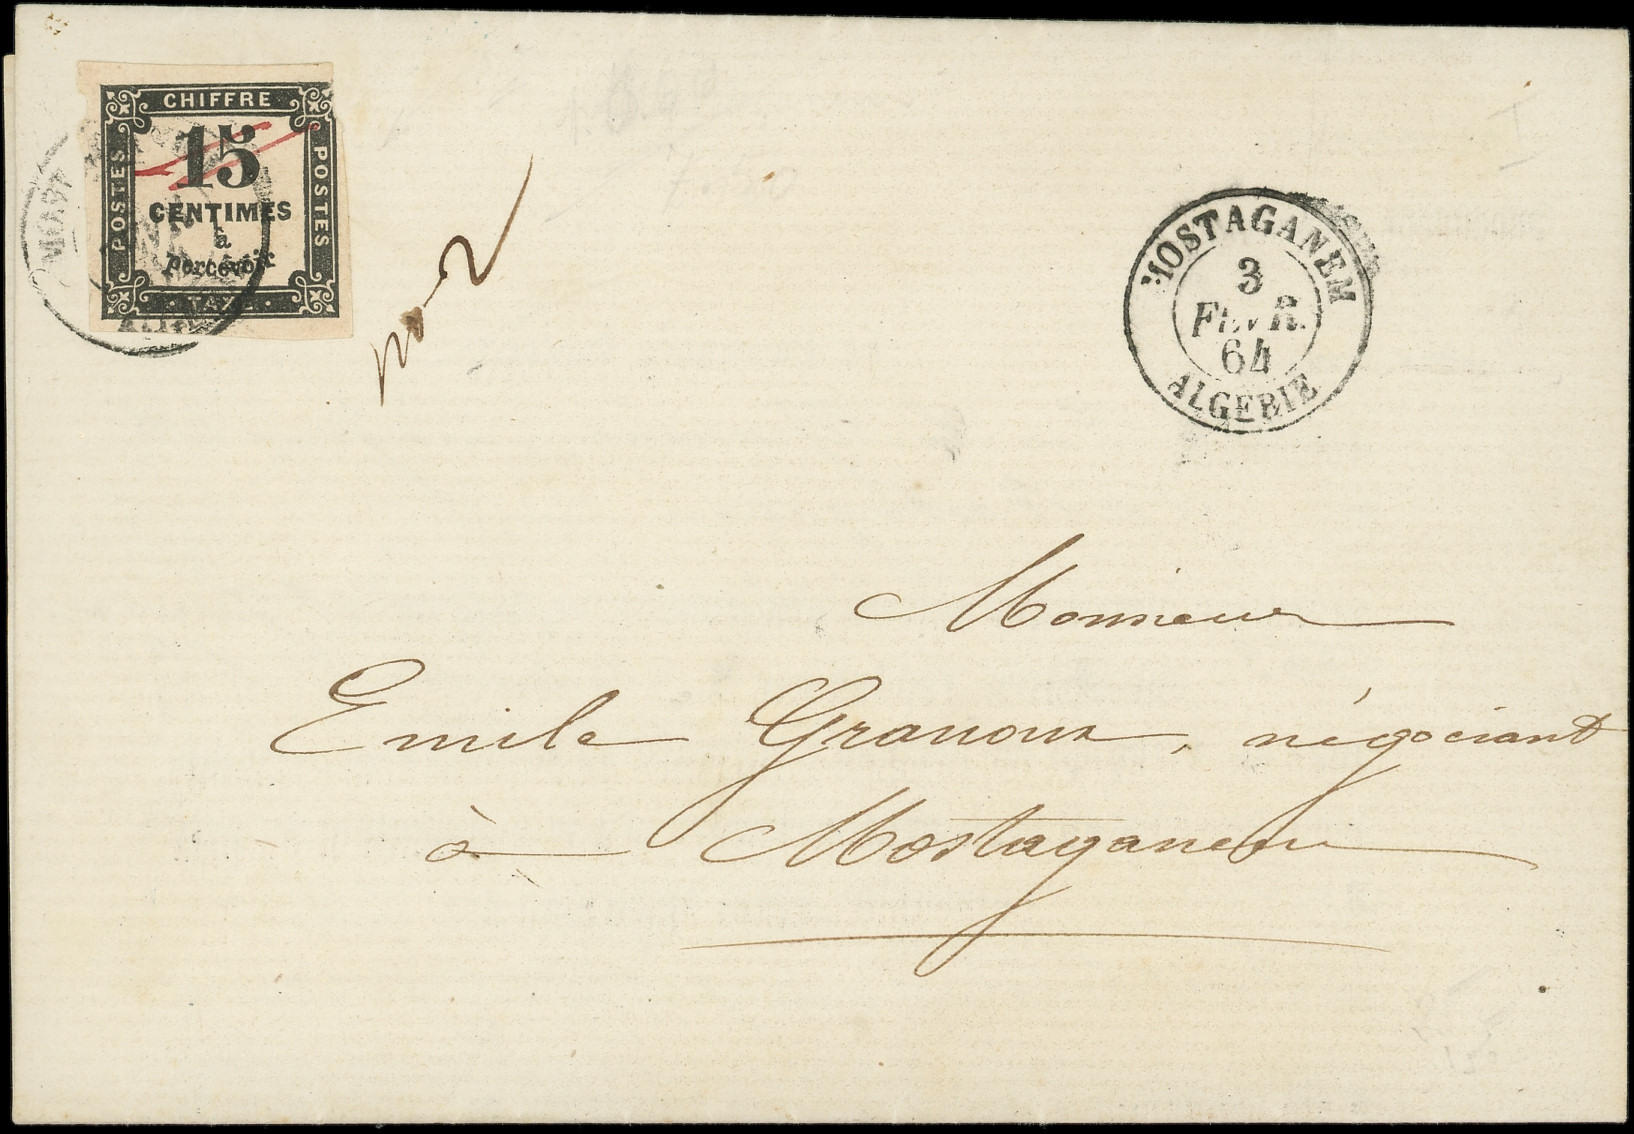 CHIFFRE
POSTES
15
CENTIMES
à
percevoir
POSTES
TAXE
MOSTAGANEM
3
FEVR.
64
ALGERIE
Monsieur
Emile Granoux, négociant
à Mostaganem